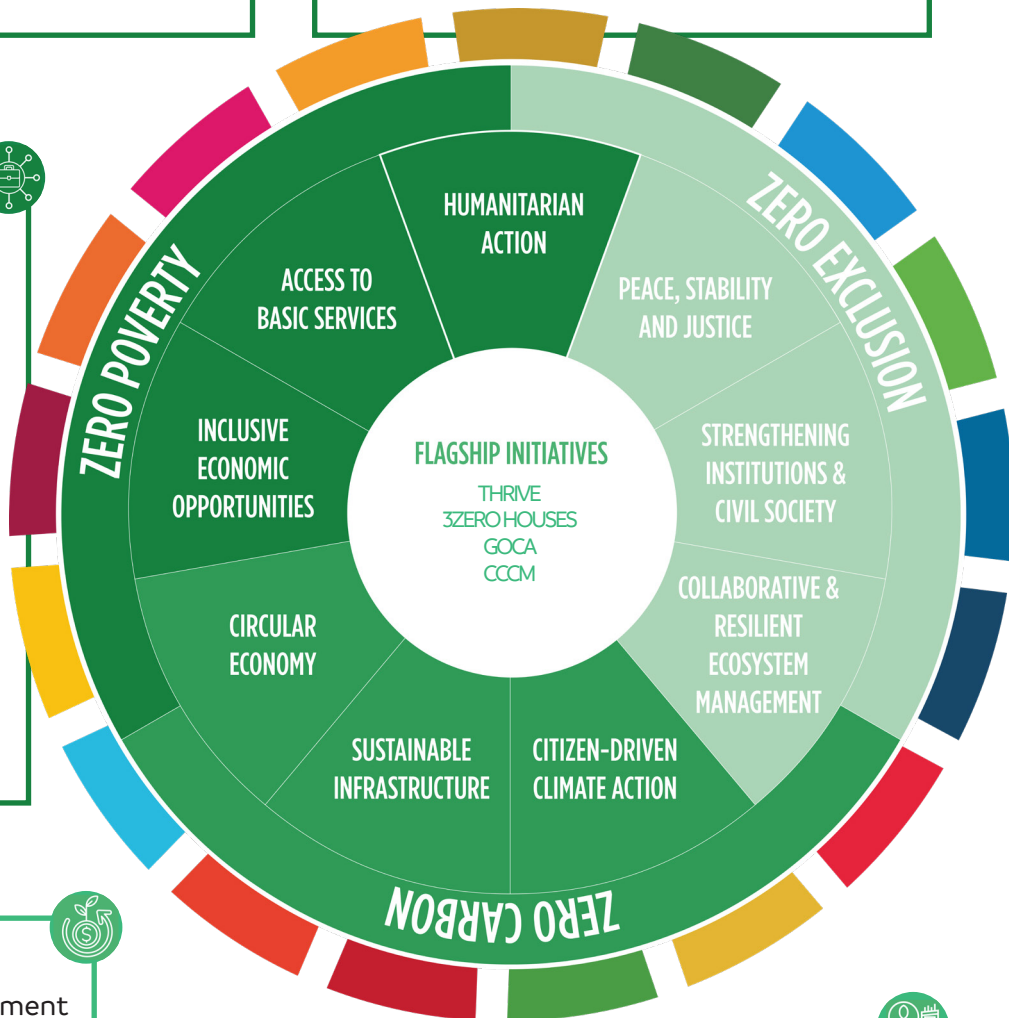 HUMANITARIAN
ACTION
ZERO EXCLUSION
ACCESS TO
BASIC SERVICES
PEACE, STABILITY
AND JUSTICE
ZERO POVERTY
INCLUSIVE
ECONOMIC
OPPORTUNITIES
STRENGTHENING
INSTITUTIONS &
CIVIL SOCIETY
FLAGSHIP INITIATIVES
THRIVE
3ZERO HOUSES
GOCA
CCCM
COLLABORATIVE &
RESILIENT
ECOSYSTEM
MANAGEMENT
CIRCULAR
ECONOMY
SUSTAINABLE
INFRASTRUCTURE
CITIZEN-DRIVEN
CLIMATE ACTION
ZERO CARBON
$
ment